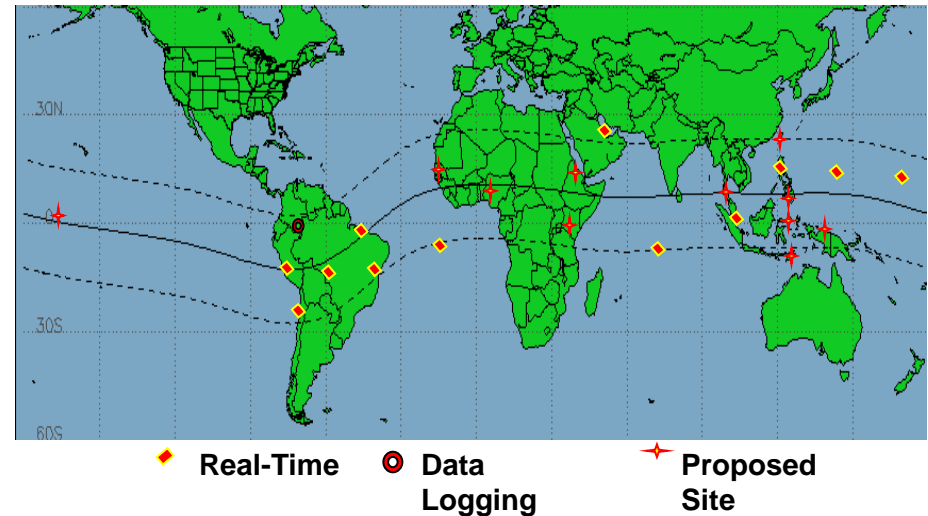 30N
0
30S
60S
Real-Time
Data
Logging
Proposed
Site